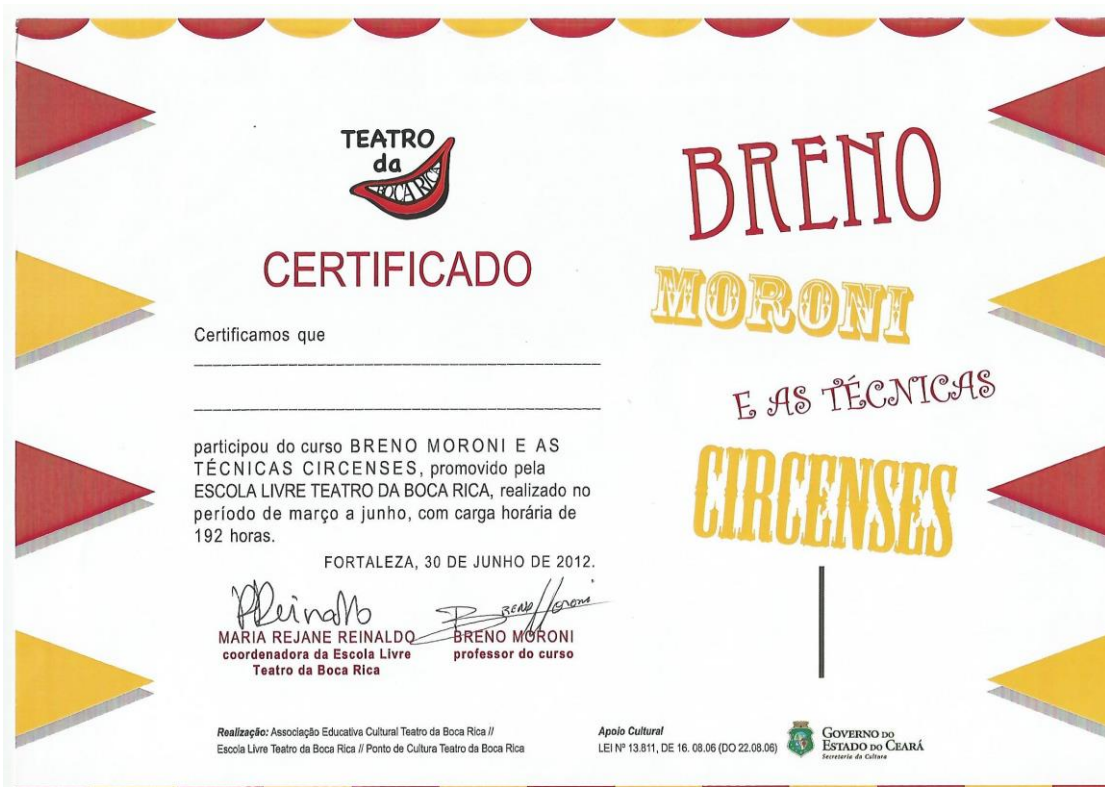 TEATRO
da
BOCA RICA
CERTIFICADO
Certificamos que
participou do curso BRENO MORONI E AS
TÉCNICAS CIRCENSES, promovido pela
ESCOLA LIVRE TEATRO DA BOCA RICA, realizado no
período de março a junho, com carga horária de
192 horas.
FORTALEZA, 30 DE JUNHO DE 2012.
RReinaldo
BRENO Moroni
MARIA REJANE REINALDO
coordenadora da Escola Livre
Teatro da Boca Rica
BRENO MORONI
professor do curso
BRENO
MORONI
E AS TÉCNICAS
CIRCENSES
Realização: Associação Educativa Cultural Teatro da Boca Rica //
Escola Livre Teatro da Boca Rica // Ponto de Cultura Teatro da Boca Rica
Apoio Cultural
LEI Nº 13.811, DE 16. 08.06 (DO 22.08.06)
GOVERNO DO
ESTADO DO CEARÁ
Secretaria da Cultura